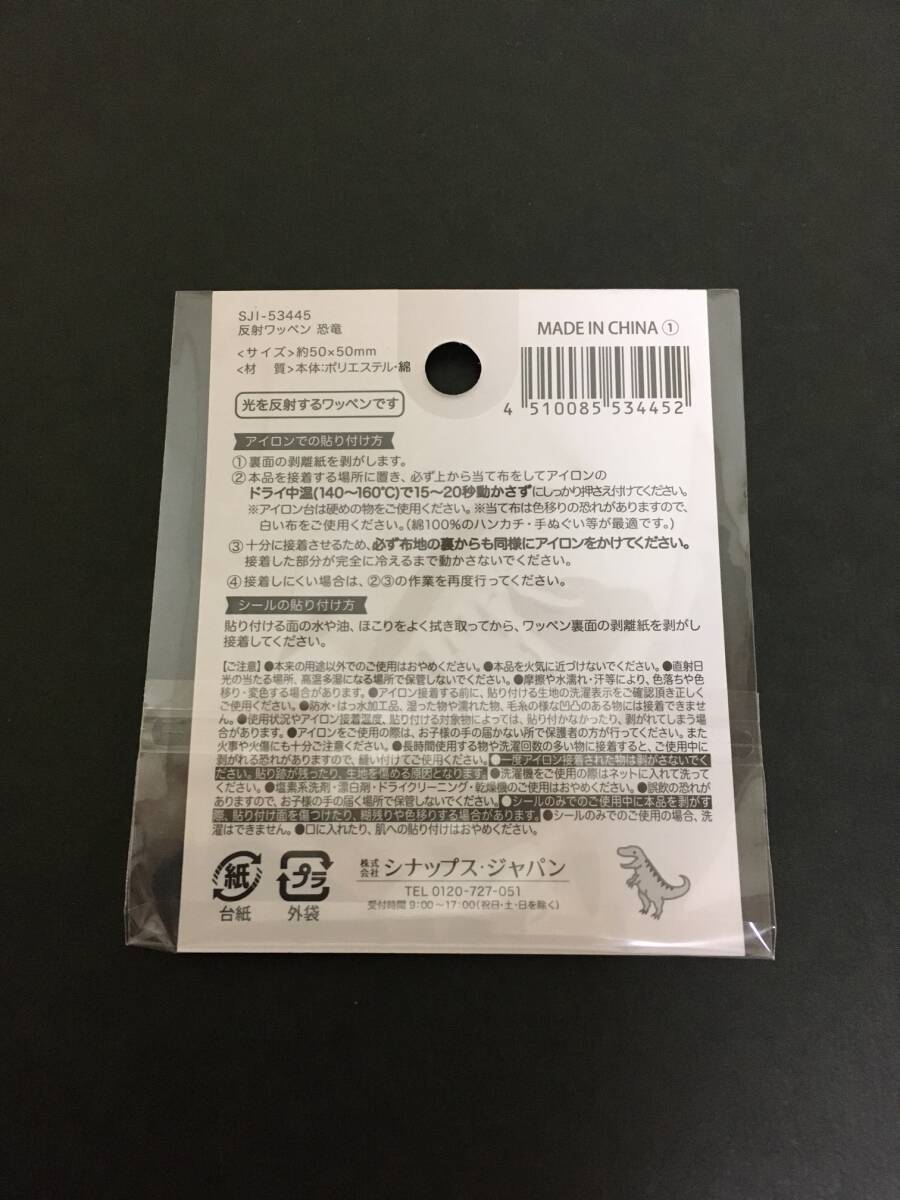 SJI-53445
反射ワッペン 恐竜
<サイズ>約50×50mm
<材　質>本体:ポリエステル・綿
MADE IN CHINA ①
4 510085 534452
光を反射するワッペンです
アイロンでの貼り付け方
①裏面の剥離紙を剥がします。
②本品を接着する場所に置き、必ず上から当て布をしてアイロンの
ドライ中温(140〜160℃)で15〜20秒動かさずにしっかり押さえ付けてください。
※アイロン台は硬めの物をご使用ください。※当て布は色移りの恐れがありますので、
白い布をご使用ください。(綿100%のハンカチ・手ぬぐい等が最適です。)
③十分に接着させるため、必ず布地の裏からも同様にアイロンをかけてください。
接着した部分が完全に冷えるまで動かさないでください。
④接着しにくい場合は、②③の作業を再度行ってください。
シールの貼り付け方
貼り付ける面の水や油、ほこりをよく拭き取ってから、ワッペン裏面の剥離紙を剥がし
接着してください。
【ご注意】●本来の用途以外でのご使用はおやめください。●本品を火気に近づけないでください。●直射日
光の当たる場所、高温多湿になる場所で保管しないでください。●摩擦や水濡れ・汗等により、色落ちや色
移り・変色する場合があります。●アイロン接着する前に、貼り付ける生地の洗濯表示をご確認頂き正しく
ご使用ください。●防水・はっ水加工品、湿った物や濡れた物、毛糸の様な凹凸のある物には接着できませ
ん。●使用状況やアイロン接着温度、貼り付ける対象物によっては、貼り付かなかったり、剥がれてしまう場合
があります。●アイロンをご使用の際は、お子様の手の届かない所で保護者の方が行ってください。また
火事や火傷にも十分ご注意ください。●長時間使用する物や洗濯回数の多い物に接着すると、ご使用中に
剥がれる恐れがありますので、縫い付けてご使用ください。●一度アイロン接着された物は剥がさないでく
ださい。貼り跡が残ったり、生地を傷める原因となります。●洗濯機をご使用の際はネットに入れて洗って
ください。●塩素系洗剤・漂白剤・ドライクリーニング・乾燥機のご使用はおやめください。●誤飲の恐れが
ありますので、お子様の手の届く場所で保管しないでください。●シールのみでのご使用中に本品を剥がす
際、貼り付け面を傷つけたり、糊残りや色移りする場合があります。●シールのみでのご使用の場合、洗
濯はできません。●口に入れたり、肌への貼り付けはおやめください。
紙
台紙
プラ
外袋
株式会社 シナップス・ジャパン
TEL 0120-727-051
受付時間 9:00〜17:00(祝日・土・日を除く)